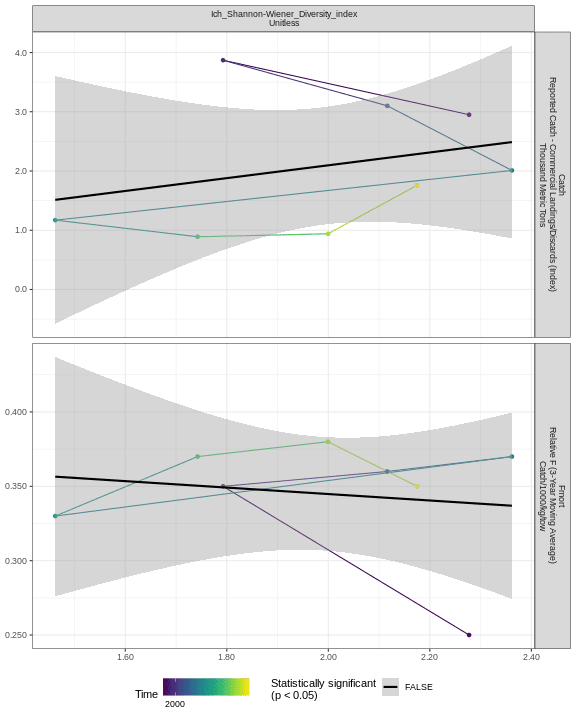 Ich_Shannon-Wiener_Diversity_index
Unitless
4.0
3.0
2.0
1.0
0.0
Catch
Reported Catch - Commercial Landings/Discards (Index)
Thousand Metric Tons
0.400
0.350
0.300
0.250
Fmort
Relative F (3-Year Moving Average)
Catch/1000/kg/tow
1.60
1.80
2.00
2.20
2.40
Time
2000
Statistically significant
(p < 0.05)
FALSE